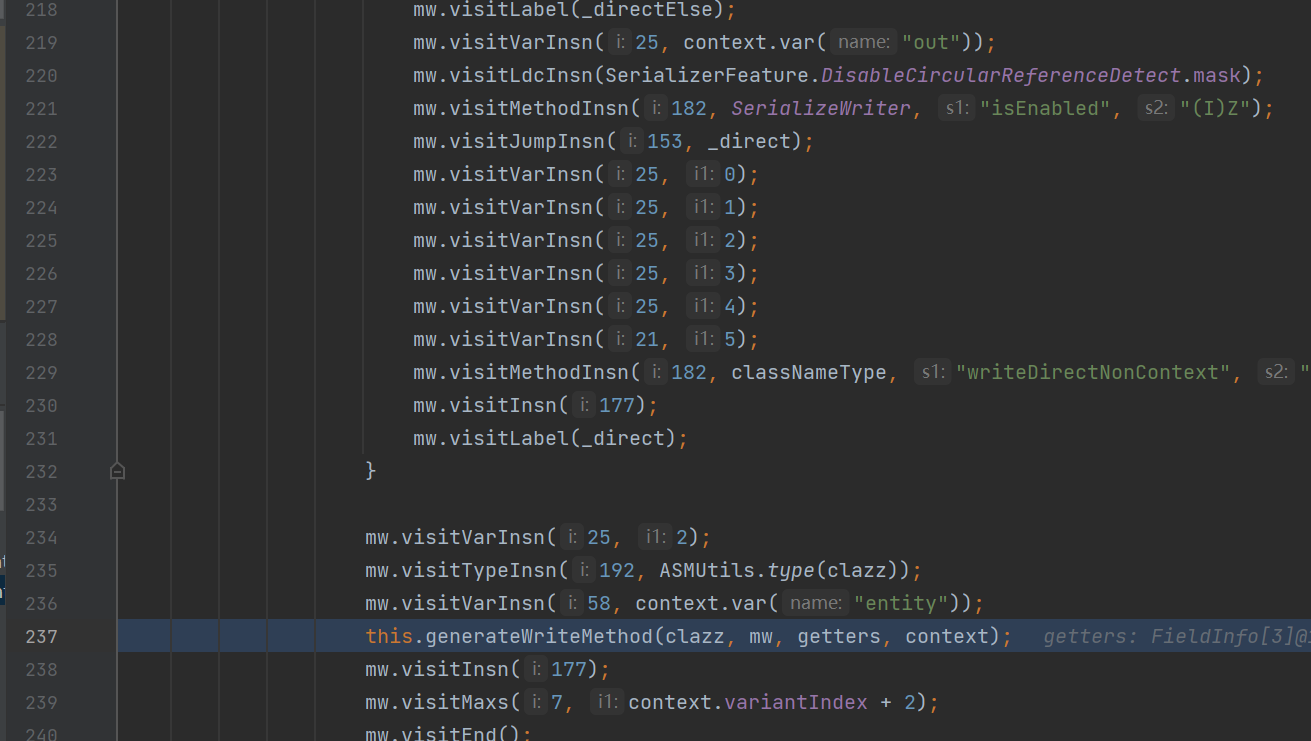 218 mw.visitLabel(_directElse);
219 mw.visitVarInsn( i: 25, context.var( name: "out"));
220 mw.visitLdcInsn(SerializerFeature.DisableCircularReferenceDetect.mask);
221 mw.visitMethodInsn( i: 182, SerializeWriter, s1: "isEnabled", s2: "(I)Z");
222 mw.visitJumpInsn( i: 153, _direct);
223 mw.visitVarInsn( i: 25, i1: 0);
224 mw.visitVarInsn( i: 25, i1: 1);
225 mw.visitVarInsn( i: 25, i1: 2);
226 mw.visitVarInsn( i: 25, i1: 3);
227 mw.visitVarInsn( i: 25, i1: 4);
228 mw.visitVarInsn( i: 21, i1: 5);
229 mw.visitMethodInsn( i: 182, classNameType, s1: "writeDirectNonContext", s2: "
230 mw.visitInsn( i: 177);
231 mw.visitLabel(_direct);
232 }
233
234 mw.visitVarInsn( i: 25, i1: 2);
235 mw.visitTypeInsn( i: 192, ASMUtils.type(clazz));
236 mw.visitVarInsn( i: 58, context.var( name: "entity"));
237 this.generateWriteMethod(clazz, mw, getters, context); getters: FieldInfo[3]@
238 mw.visitInsn( i: 177);
239 mw.visitMaxs( i: 7, i1: context.variantIndex + 2);
240 mw.visitEnd();